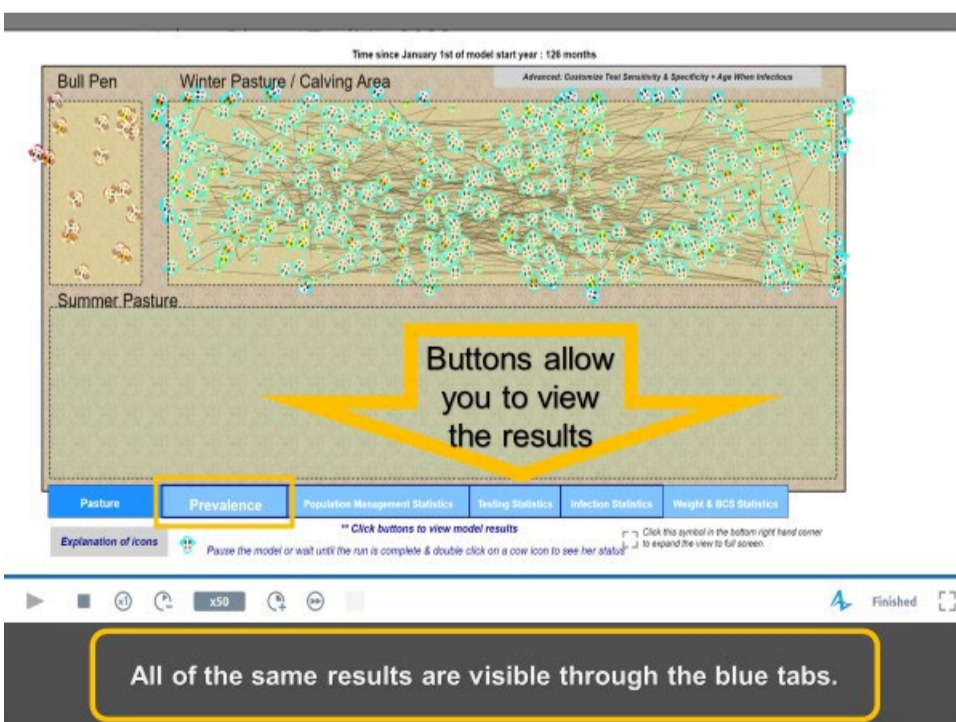 Time since January 1st of model start year : 126 months
Bull Pen
Winter Pasture / Calving Area
Advanced: Customize Test Sensitivity & Specificity + Age When Infectious
Summer Pasture
Buttons allow
you to view
the results
Pasture
Prevalence
Population Management Statistics
Testing Statistics
Infection Statistics
Weight & BCS Statistics
** Click buttons to view model results
Explanation of icons
Pause the model or wait until the run is complete & double click on a cow icon to see her status
Click this symbol in the bottom right hand corner
to expand the view to full screen.
x1
x50
Finished
All of the same results are visible through the blue tabs.